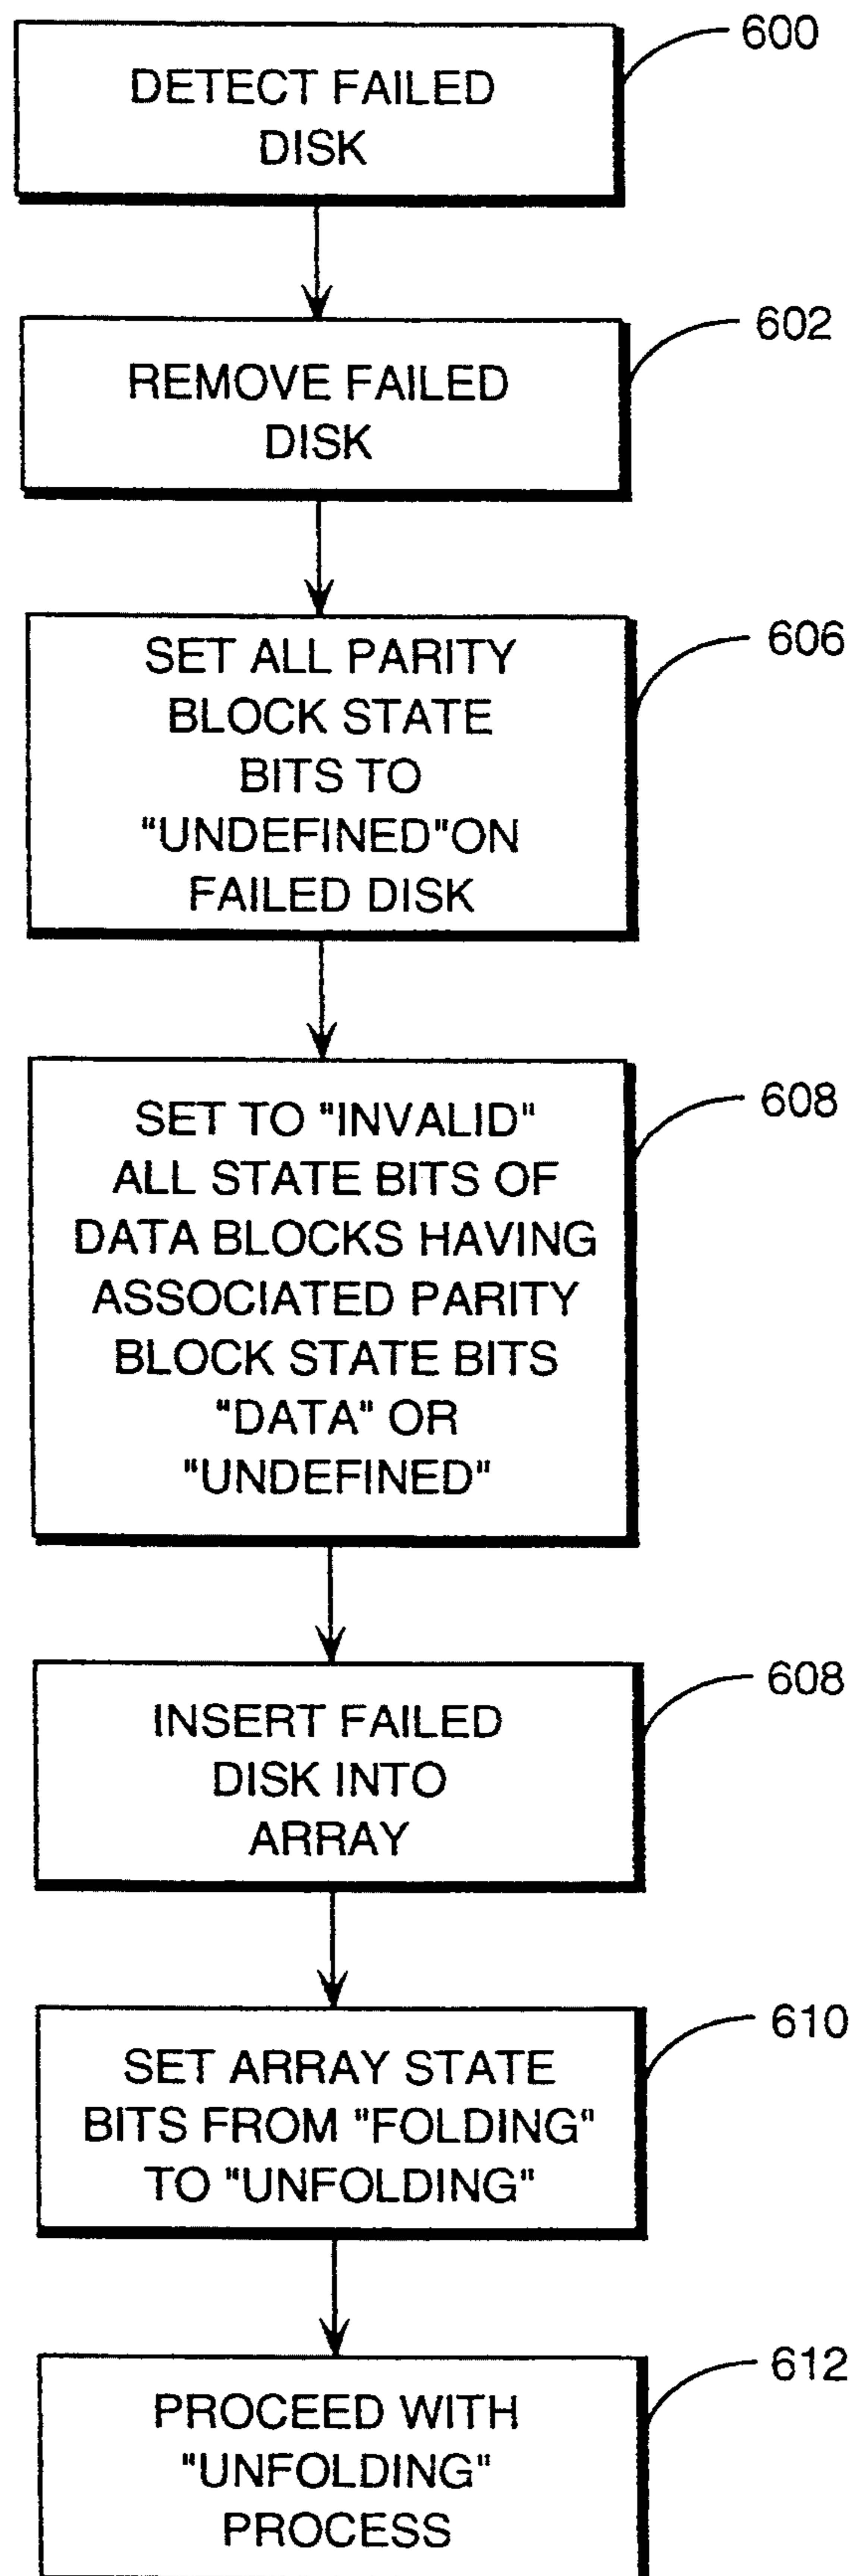 600
DETECT FAILED
DISK
602
REMOVE FAILED
DISK
606
SET ALL PARITY
BLOCK STATE
BITS TO
"UNDEFINED"ON
FAILED DISK
608
SET TO "INVALID"
ALL STATE BITS OF
DATA BLOCKS HAVING
ASSOCIATED PARITY
BLOCK STATE BITS
"DATA" OR
"UNDEFINED"
608
INSERT FAILED
DISK INTO
ARRAY
610
SET ARRAY STATE
BITS FROM "FOLDING"
TO "UNFOLDING"
612
PROCEED WITH
"UNFOLDING"
PROCESS